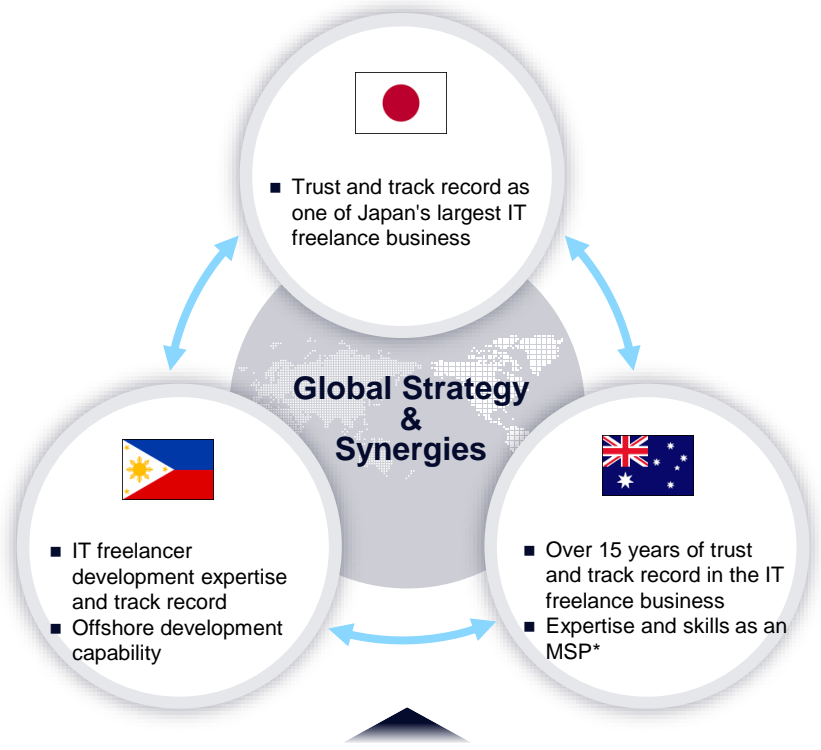 ■ Trust and track record as
one of Japan's largest IT
freelance business
Global Strategy
&
Synergies
■ IT freelancer
development expertise
and track record
■ Offshore development
capability
■ Over 15 years of trust
and track record in the IT
freelance business
■ Expertise and skills as an
MSP*